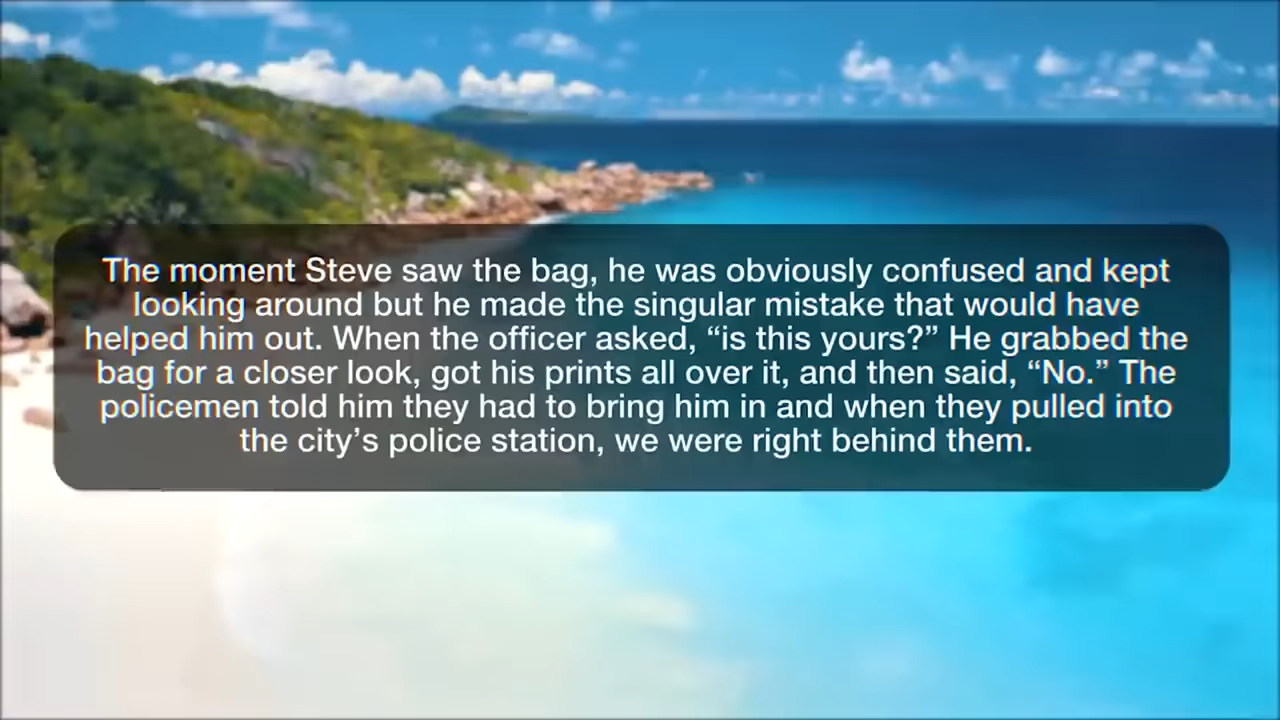 The moment Steve saw the bag, he was obviously confused and kept
looking around but he made the singular mistake that would have
helped him out. When the officer asked, “is this yours?” He grabbed the
bag for a closer look, got his prints all over it, and then said, “No.” The
policemen told him they had to bring him in and when they pulled into
the city’s police station, we were right behind them.